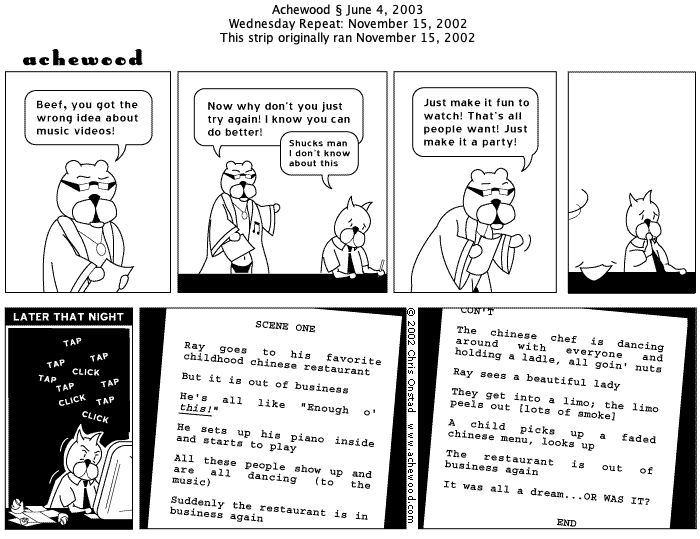 Achewood § June 4, 2003
Wednesday Repeat: November 15, 2002
This strip originally ran November 15, 2002
achewood
Beef, you got the
wrong idea about
music videos!
Now why don't you just
try again! I know you can
do better!
Shucks man
I don't know
about this
Just make it fun to
watch! That's all
people want! Just
make it a party!
LATER THAT NIGHT
TAP
TAP
TAP
CLICK
TAP
TAP
TAP
CLICK
TAP
CLICK
SCENE ONE
Ray goes to his favorite
childhood chinese restaurant
But it is out of business
He's all like "Enough o'
this!"
He sets up his piano inside
and starts to play
All these people show up and
are all dancing (to the
music)
Suddenly the restaurant is in
business again
© 2002 Chris Onstad www.achewood.com
CON'T
The chinese chef is dancing
around with everyone and
holding a ladle, all goin' nuts
Ray sees a beautiful lady
They get into a limo; the limo
peels out [lots of smoke]
A child picks up a faded
chinese menu, looks up
The restaurant is out of
business again
It was all a dream...OR WAS IT?
END